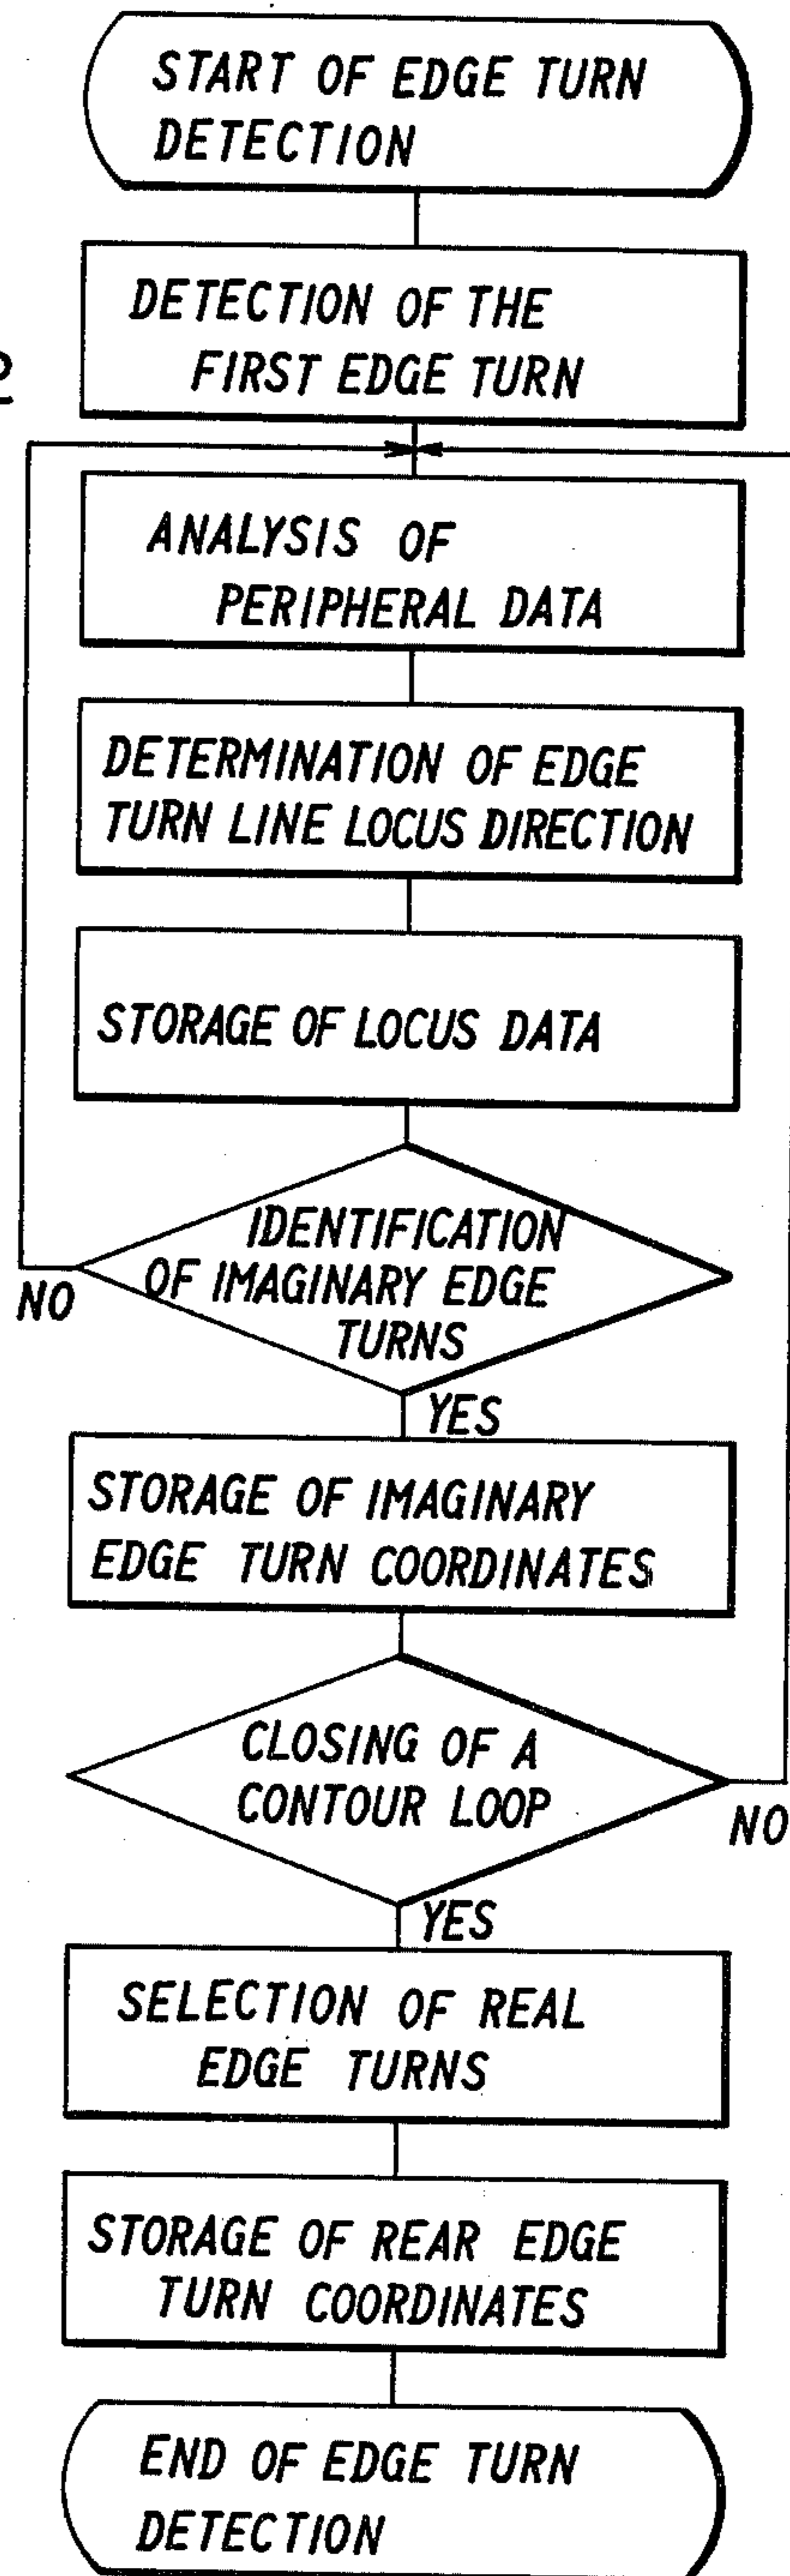 START OF EDGE TURN
DETECTION
DETECTION OF THE
FIRST EDGE TURN
2
ANALYSIS OF
PERIPHERAL DATA
DETERMINATION OF EDGE
TURN LINE LOCUS DIRECTION
STORAGE OF LOCUS DATA
IDENTIFICATION
OF IMAGINARY EDGE
TURNS
NO
YES
STORAGE OF IMAGINARY
EDGE TURN COORDINATES
CLOSING OF A
CONTOUR LOOP
NO
YES
SELECTION OF REAL
EDGE TURNS
STORAGE OF REAR EDGE
TURN COORDINATES
END OF EDGE TURN
DETECTION